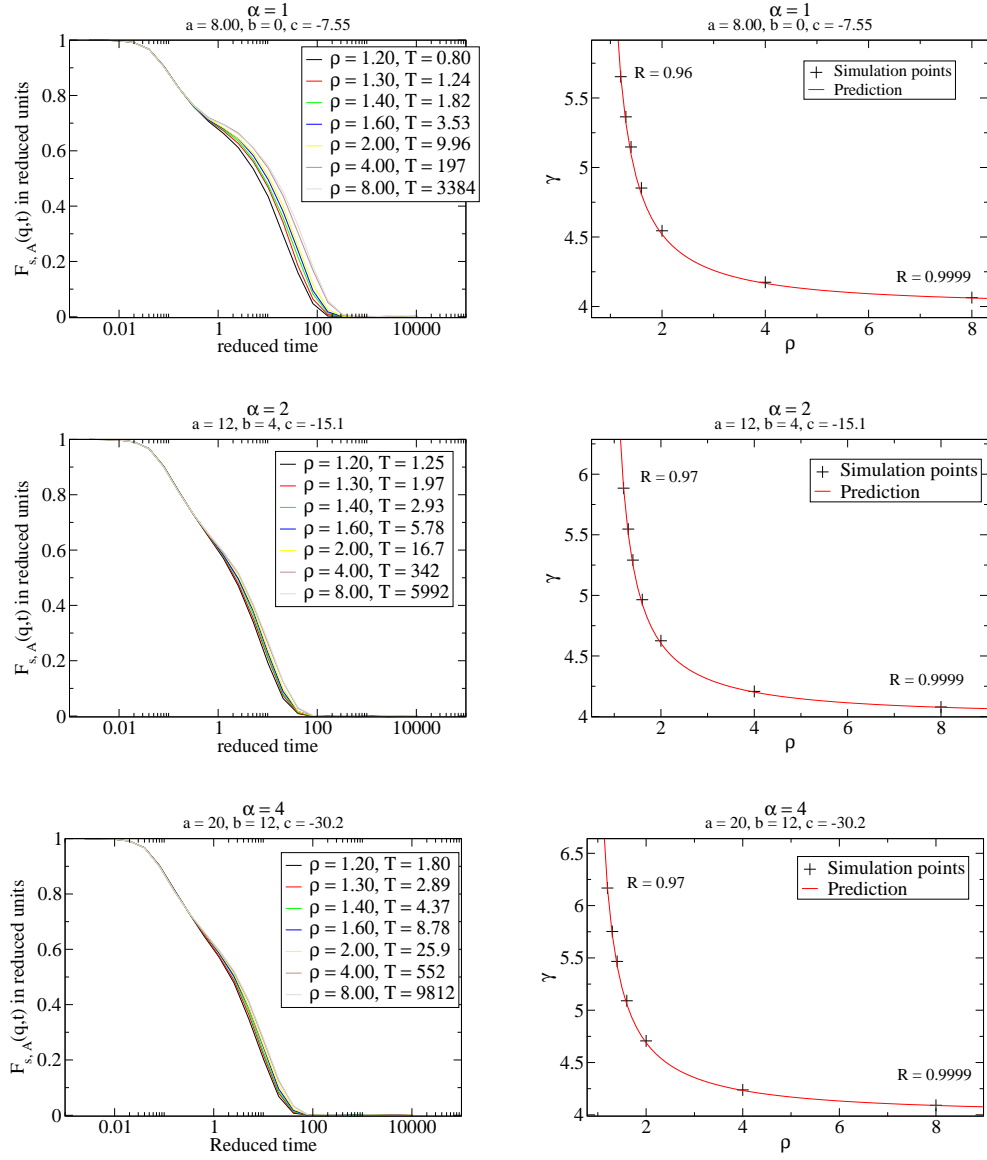 α = 1
a = 8.00, b = 0, c = -7.55
1
0.8
0.6
0.4
0.2
0
F_{s, A}(q,t) in reduced units
ρ = 1.20, T = 0.80
ρ = 1.30, T = 1.24
ρ = 1.40, T = 1.82
ρ = 1.60, T = 3.53
ρ = 2.00, T = 9.96
ρ = 4.00, T = 197
ρ = 8.00, T = 3384
0.01 1 100 10000
reduced time
α = 1
a = 8.00, b = 0, c = -7.55
5.5
5
4.5
4
γ
R = 0.96
Simulation points
Prediction
R = 0.9999
2 4 6 8
ρ
α = 2
a = 12, b = 4, c = -15.1
1
0.8
0.6
0.4
0.2
0
F_{s, A}(q,t) in reduced units
ρ = 1.20, T = 1.25
ρ = 1.30, T = 1.97
ρ = 1.40, T = 2.93
ρ = 1.60, T = 5.78
ρ = 2.00, T = 16.7
ρ = 4.00, T = 342
ρ = 8.00, T = 5992
0.01 1 100 10000
reduced time
α = 2
a = 12, b = 4, c = -15.1
6
5.5
5
4.5
4
γ
R = 0.97
Simulation points
Prediction
R = 0.9999
2 4 6 8
ρ
α = 4
a = 20, b = 12, c = -30.2
1
0.8
0.6
0.4
0.2
0
F_{s, A}(q,t) in reduced units
ρ = 1.20, T = 1.80
ρ = 1.30, T = 2.89
ρ = 1.40, T = 4.37
ρ = 1.60, T = 8.78
ρ = 2.00, T = 25.9
ρ = 4.00, T = 552
ρ = 8.00, T = 9812
0.01 1 100 10000
Reduced time
α = 4
a = 20, b = 12, c = -30.2
6.5
6
5.5
5
4.5
4
γ
R = 0.97
Simulation points
Prediction
R = 0.9999
2 4 6 8
ρ